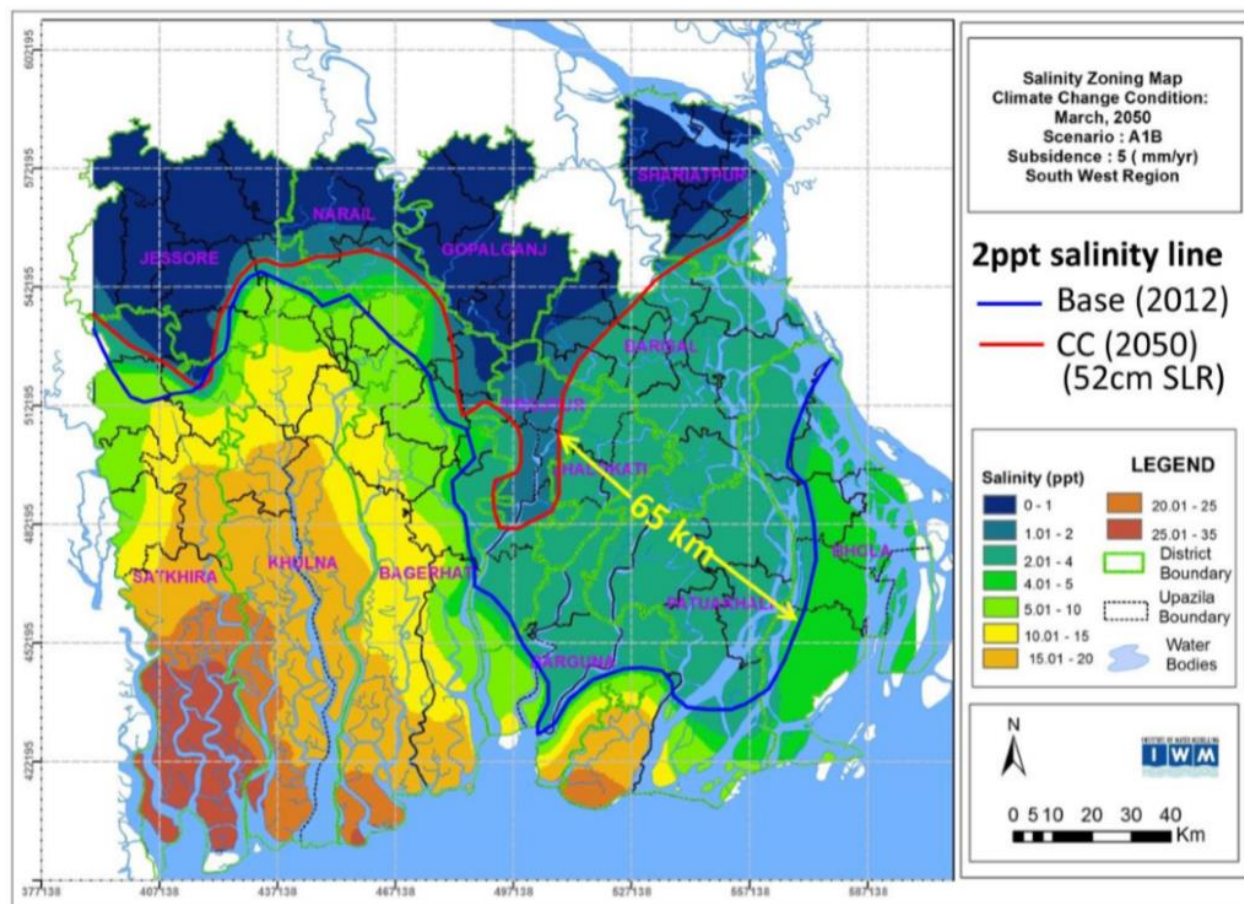 Salinity Zoning Map
Climate Change Condition:
March, 2050
Scenario : A1B
Subsidence : 5 ( mm/yr)
South West Region
2ppt salinity line
Base (2012)
CC (2050)
(52cm SLR)
Salinity (ppt)
LEGEND
0 - 1
1.01 - 2
2.01 - 4
4.01 - 5
5.01 - 10
10.01 - 15
15.01 - 20
20.01 - 25
25.01 - 35
District
Boundary
Upazila
Boundary
Water
Bodies
N
IWM
0 5 10 20 30 40
Km
602195
572195
542195
512195
482195
452195
422195
377138
407138
437138
467138
497138
527138
557138
587138
SHARIATPUR
NARAIL
GOPALGANJ
JESSORE
BARISAL
65 km
KHULNA
BAGERHAT
SATKHIRA
BHOLA
PATUAKHALI
BARGUNA